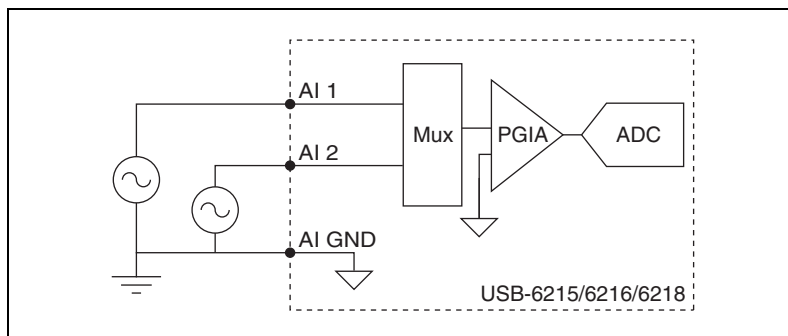 AI 1
Mux
PGIA
ADC
AI 2
AI GND
USB-6215/6216/6218